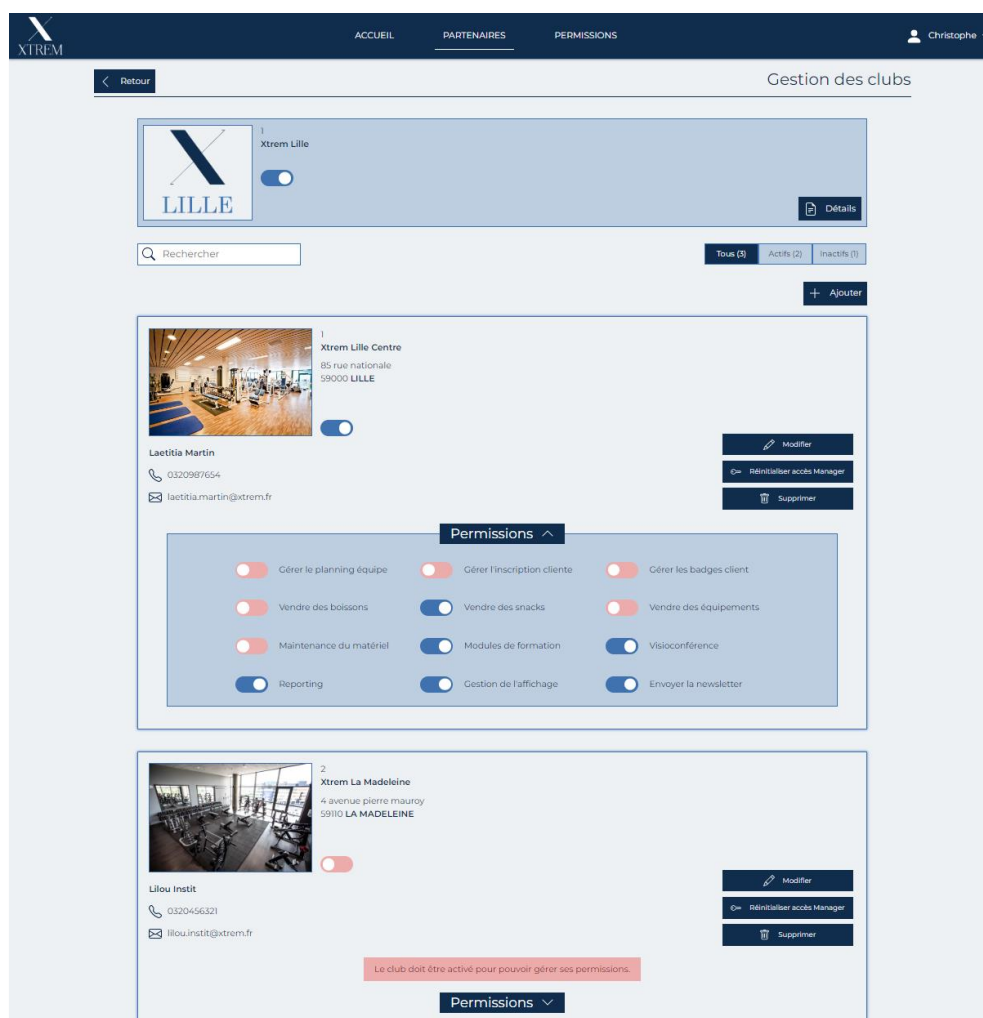 XTREM
ACCUEIL PARTENAIRES PERMISSIONS
Christophe
Retour
Gestion des clubs
LILLE
1
Xtrem Lille
Détails
Rechercher
Tous (3) Actifs (2) Inactifs (1)
Ajouter
1
Xtrem Lille Centre
85 rue nationale
59000 LILLE
Laetitia Martin
0320987654
laetitia.martin@xtrem.fr
Modifier
Réinitialiser accès Manager
Supprimer
Permissions
Gérer le planning équipe Gérer l'inscription cliente Gérer les badges client
Vendre des boissons Vendre des snacks Vendre des équipements
Maintenance du matériel Modules de formation Visioconférence
Reporting Gestion de l'affichage Envoyer la newsletter
2
Xtrem La Madeleine
4 avenue pierre mauroy
59110 LA MADELEINE
Lilou Instit
0320456321
lilou.instit@xtrem.fr
Modifier
Réinitialiser accès Manager
Supprimer
Le club doit être activé pour pouvoir gérer ses permissions.
Permissions